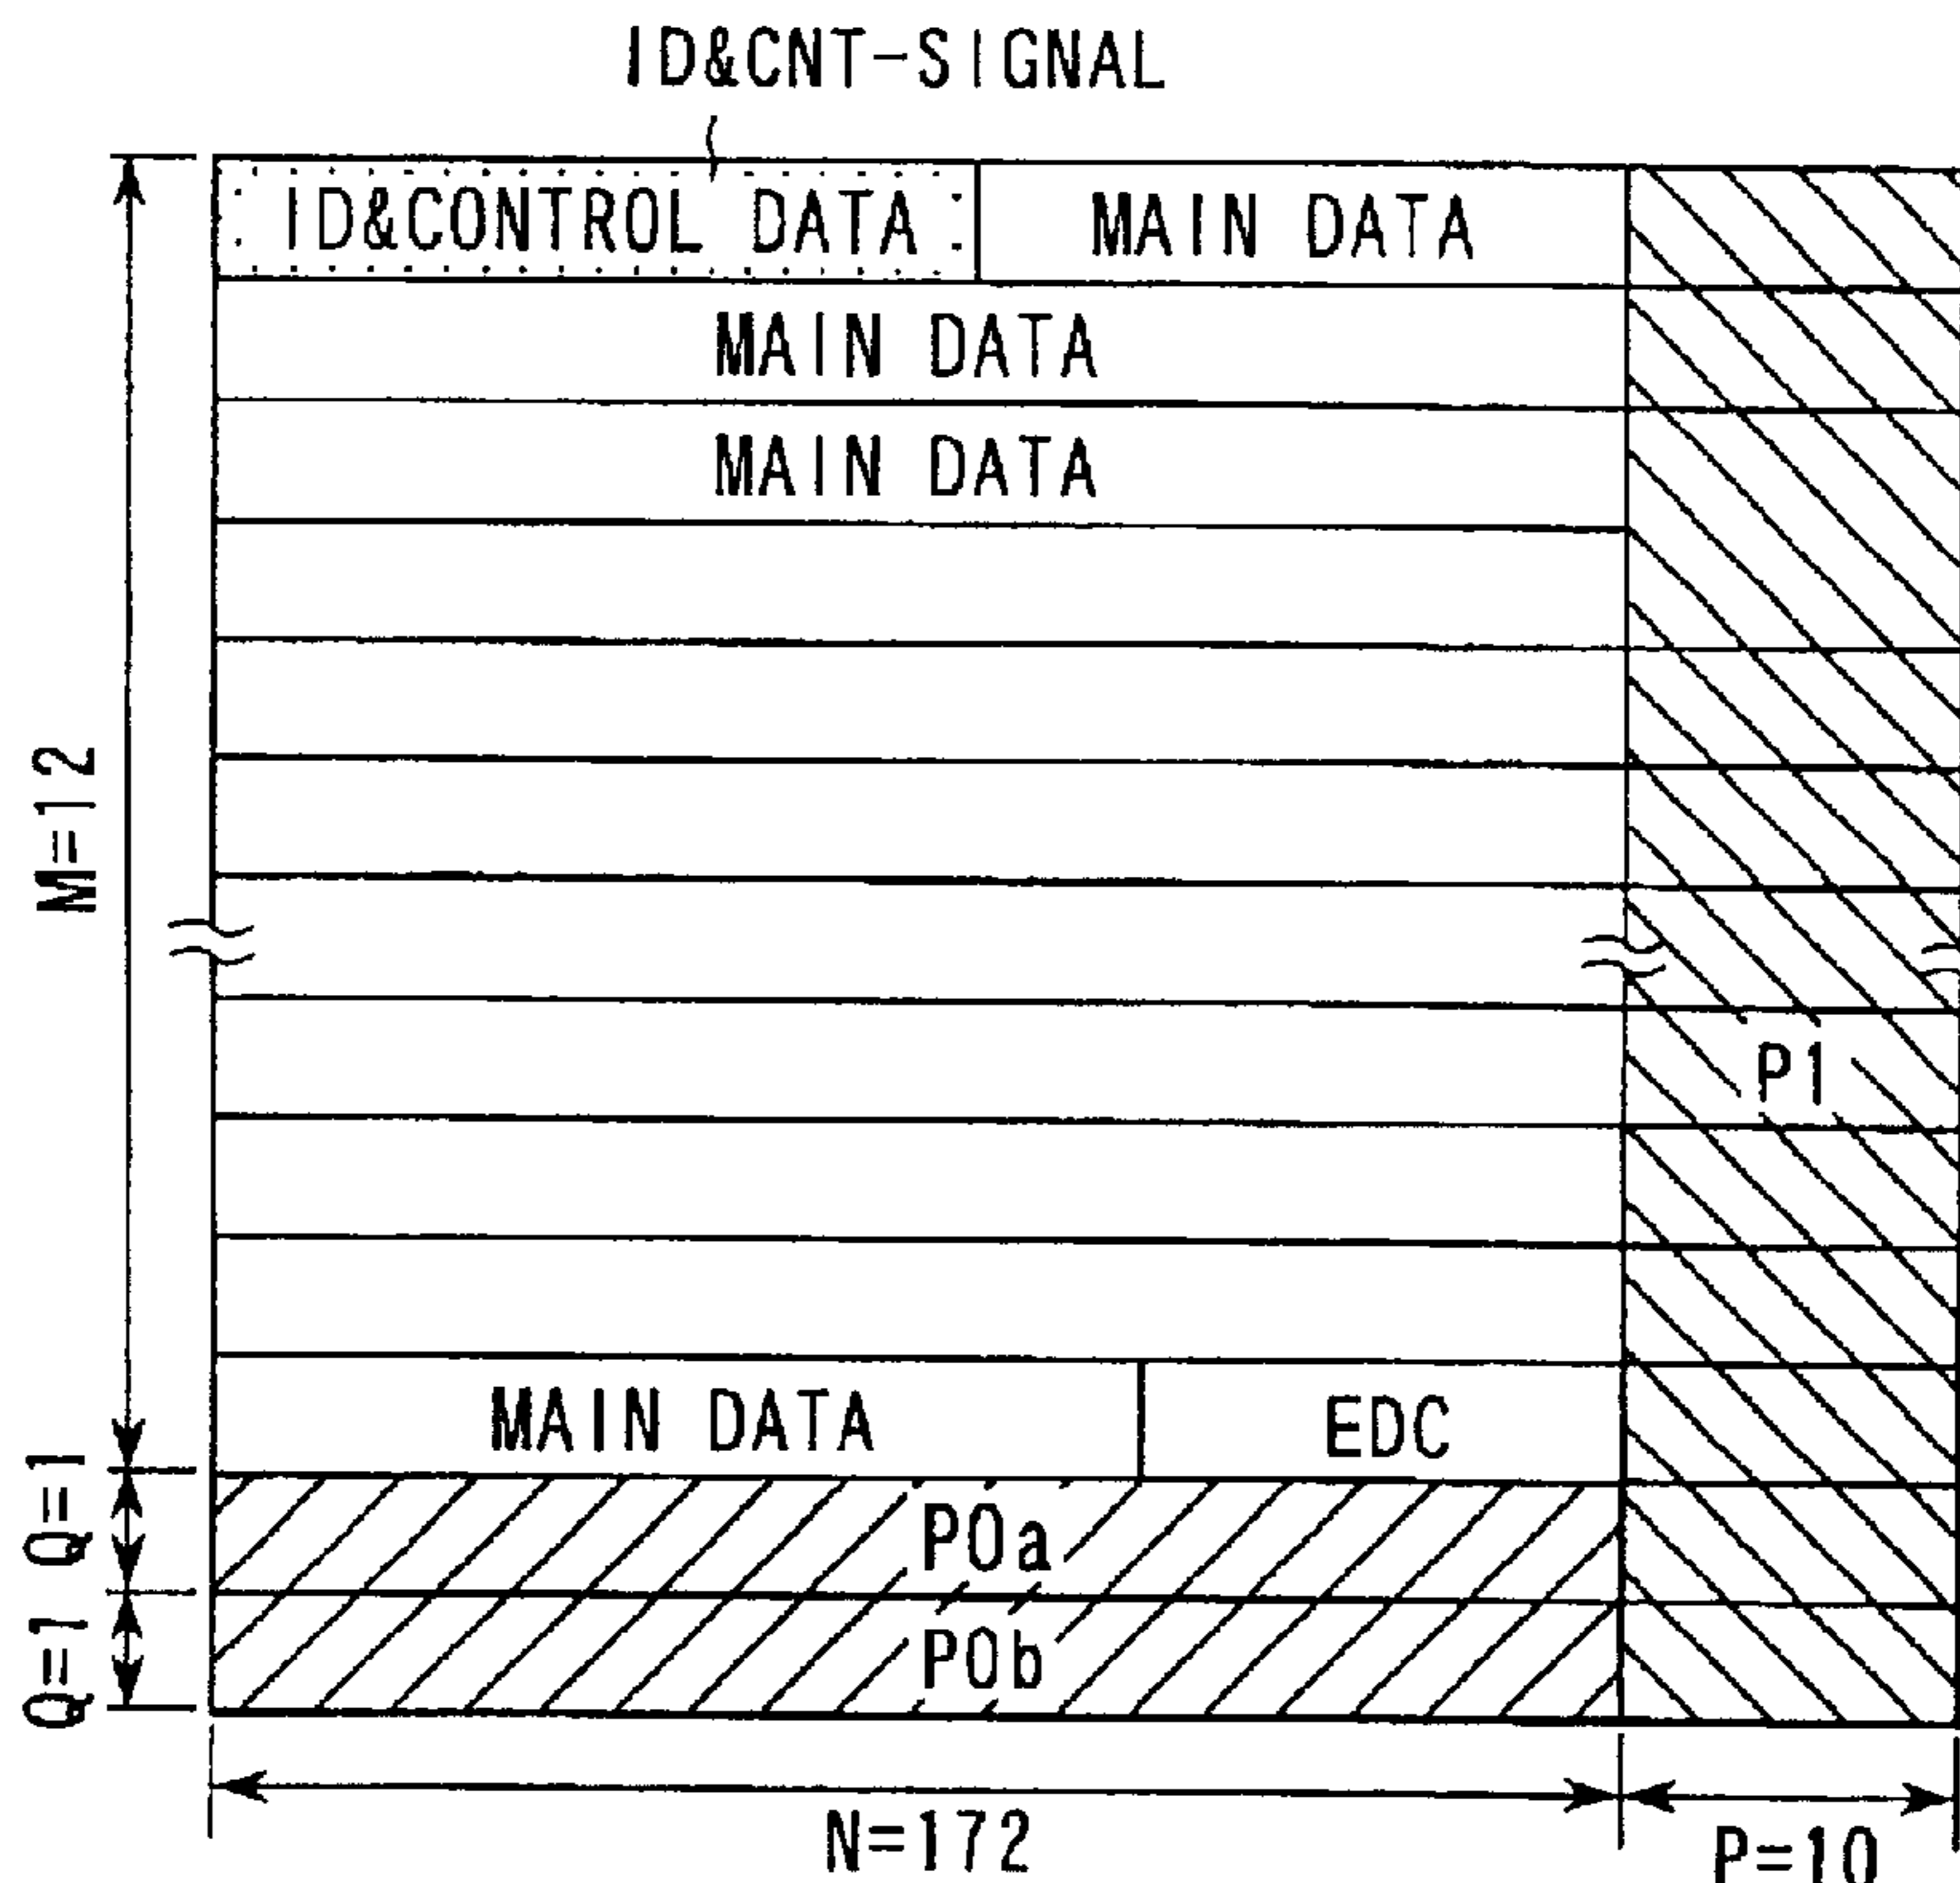 ID&CNT-SIGNAL
ID&CONTROL DATA MAIN DATA
MAIN DATA
MAIN DATA
M=12
P1
MAIN DATA EDC
Q=1
P0a
Q=1
P0b
N=172
P=10